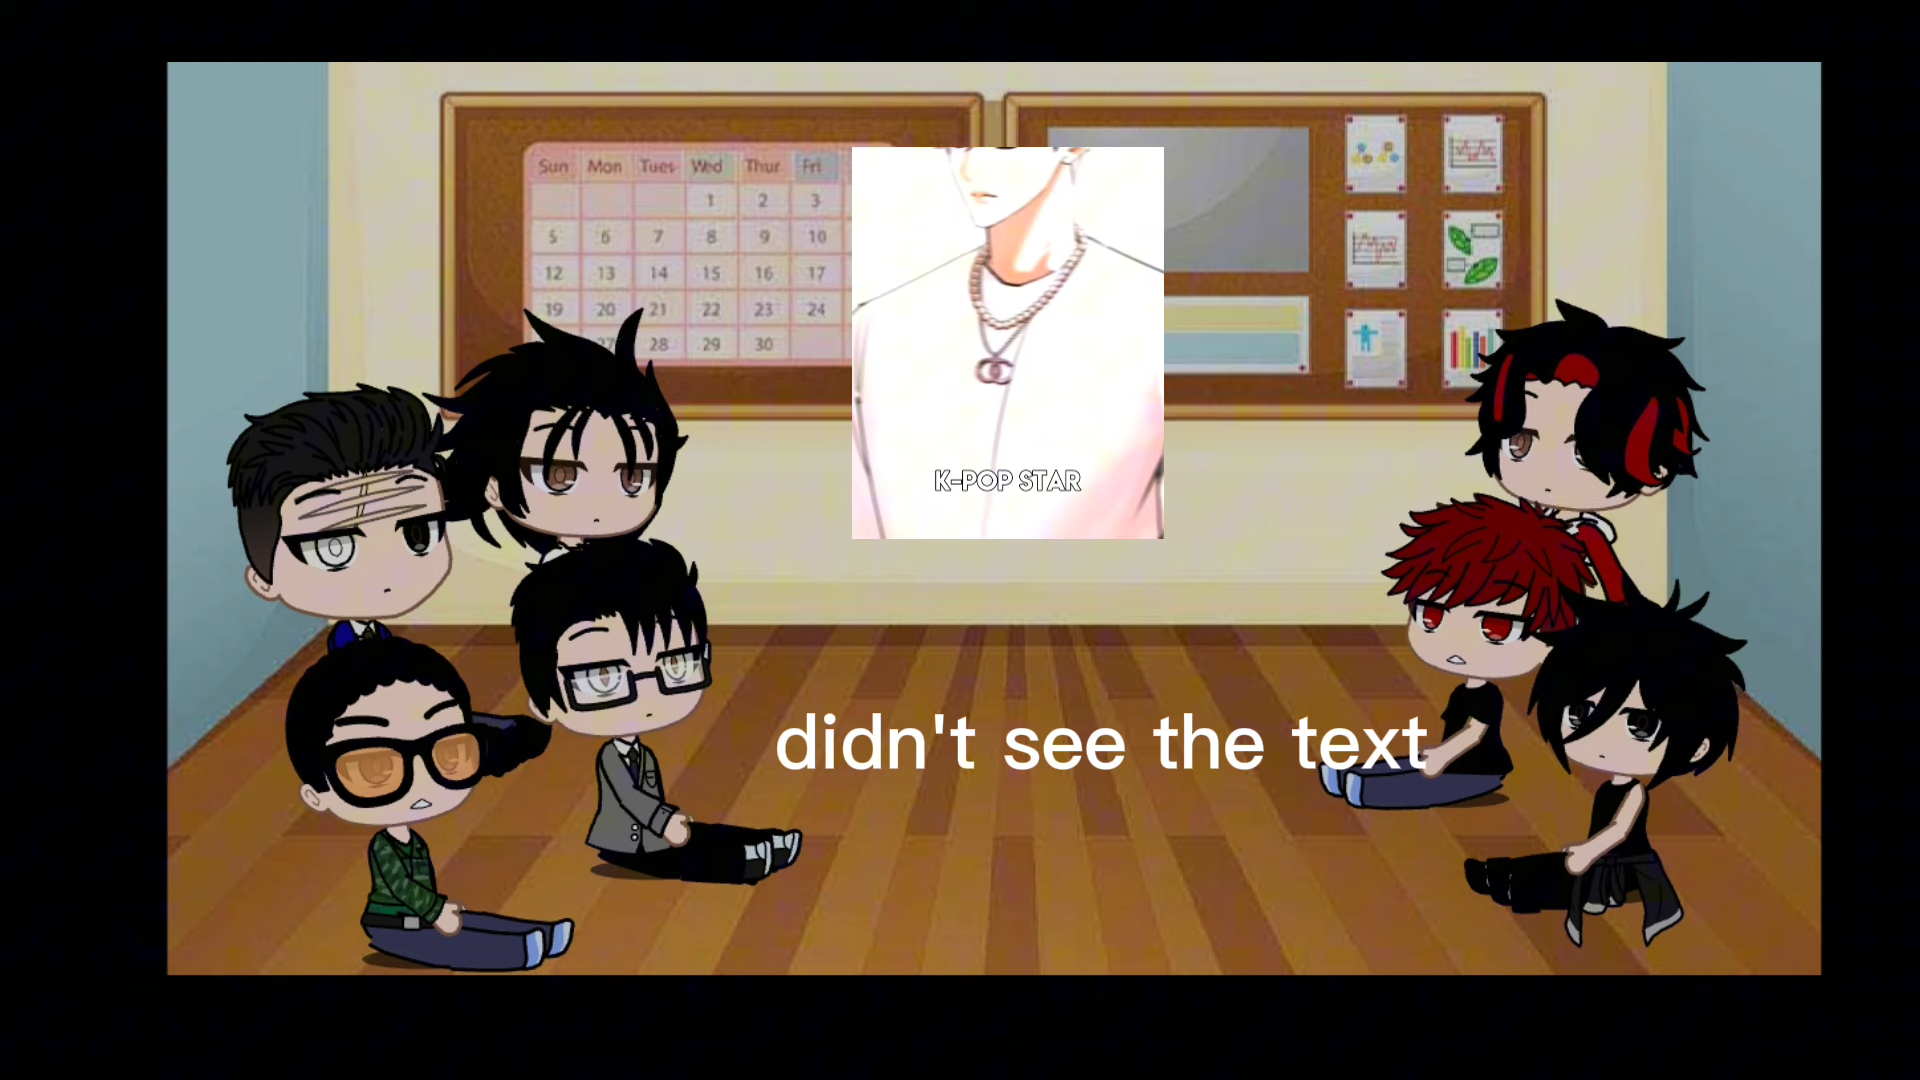 Sun Mon Tues Wed Thur Fri
1 2 3
5 6 7 8 9 10
12 13 14 15 16 17
19 20 21 22 23 24
27 28 29 30
K-POP STAR
didn't see the text